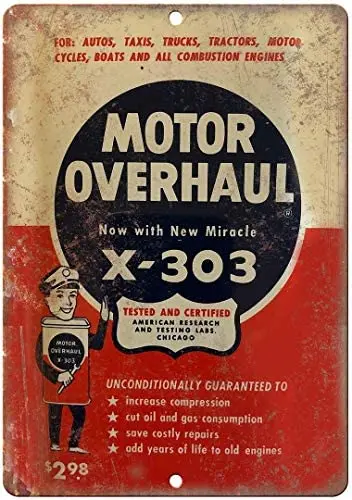 FOR: AUTOS, TAXIS, TRUCKS, TRACTORS, MOTOR
CYCLES, BOATS AND ALL COMBUSTION ENGINES
MOTOR
OVERHAUL
®
Now with New Miracle
X-303
TESTED AND CERTIFIED
AMERICAN RESEARCH
AND TESTING LABS.
CHICAGO
MOTOR
OVERHAUL
X-303
UNCONDITIONALLY GUARANTEED TO
★ increase compression
★ cut oil and gas consumption
★ save costly repairs
★ add years of life to old engines
$2.98